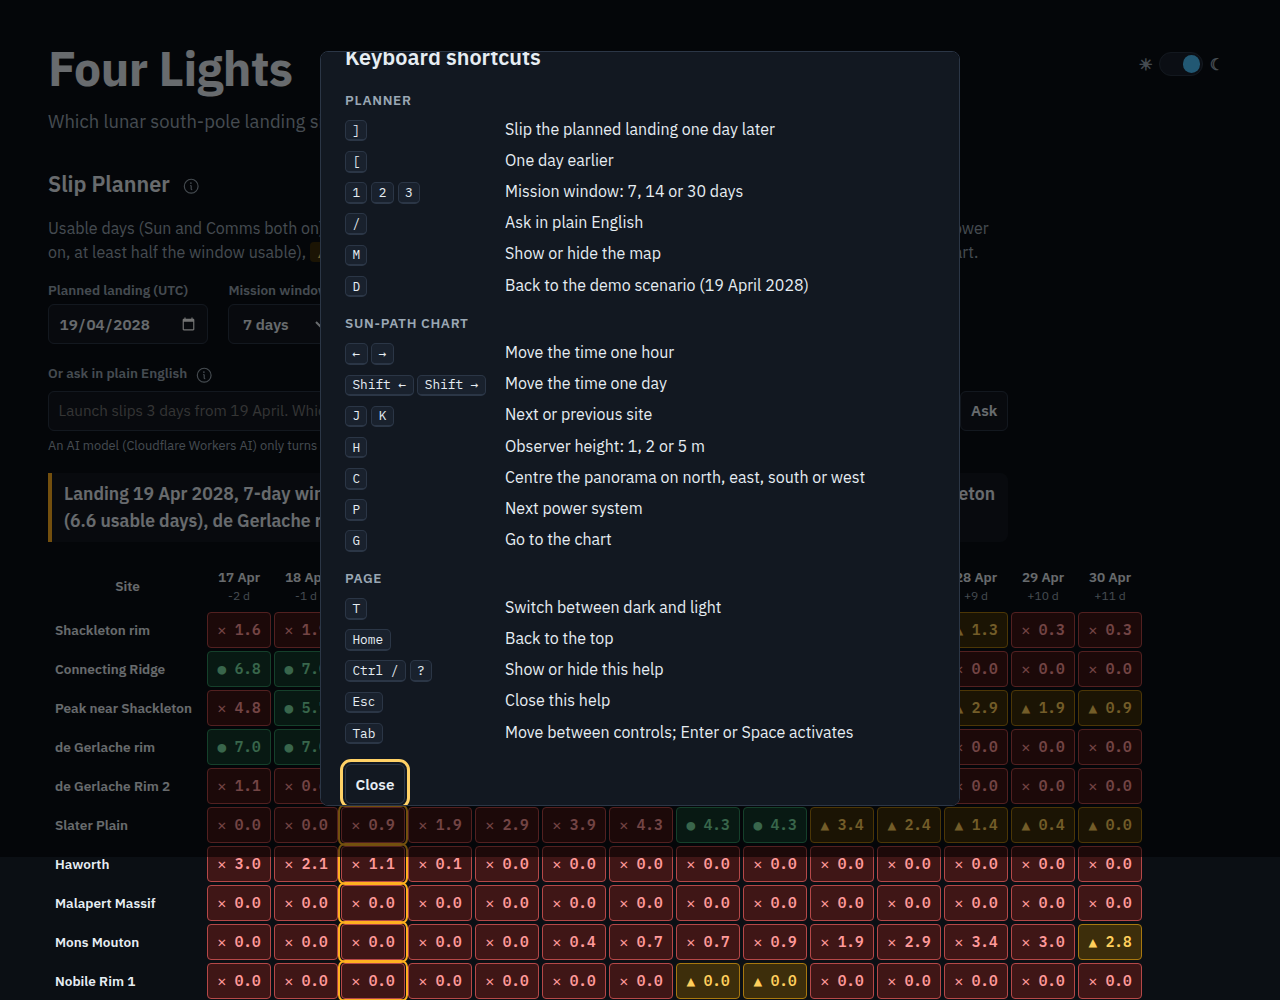 Four Lights
Which lunar south-pole landing s
Slip Planner
Usable days (Sun and Comms both on
ower
on, at least half the window usable),
art.
Planned landing (UTC) Mission window
19/04/2028 7 days
Or ask in plain English
Launch slips 3 days from 19 April. Whic
Ask
An AI model (Cloudflare Workers AI) only turns
Landing 19 Apr 2028, 7-day win
eton
(6.6 usable days), de Gerlache r
Keyboard shortcuts
PLANNER
] Slip the planned landing one day later
[ One day earlier
1 2 3 Mission window: 7, 14 or 30 days
/ Ask in plain English
M Show or hide the map
D Back to the demo scenario (19 April 2028)
SUN-PATH CHART
← → Move the time one hour
Shift ← Shift → Move the time one day
J K Next or previous site
H Observer height: 1, 2 or 5 m
C Centre the panorama on north, east, south or west
P Next power system
G Go to the chart
PAGE
T Switch between dark and light
Home Back to the top
Ctrl / ? Show or hide this help
Esc Close this help
Tab Move between controls; Enter or Space activates
Close
Site 17 Apr 18 Ap 28 Apr 29 Apr 30 Apr
-2 d -1 d +9 d +10 d +11 d
Shackleton rim × 1.6 × 1. ▲ 1.3 × 0.3 × 0.3
Connecting Ridge ● 6.8 ● 7. × 0.0 × 0.0 × 0.0
Peak near Shackleton × 4.8 ● 5. ▲ 2.9 ▲ 1.9 ▲ 0.9
de Gerlache rim ● 7.0 ● 7. × 0.0 × 0.0 × 0.0
de Gerlache Rim 2 × 1.1 × 0. × 0.0 × 0.0 × 0.0
Slater Plain × 0.0 × 0.0 × 0.9 × 1.9 × 2.9 × 3.9 × 4.3 ● 4.3 ● 4.3 ▲ 3.4 ▲ 2.4 ▲ 1.4 ▲ 0.4 ▲ 0.0
Haworth × 3.0 × 2.1 × 1.1 × 0.1 × 0.0 × 0.0 × 0.0 × 0.0 × 0.0 × 0.0 × 0.0 × 0.0 × 0.0 × 0.0
Malapert Massif × 0.0 × 0.0 × 0.0 × 0.0 × 0.0 × 0.0 × 0.0 × 0.0 × 0.0 × 0.0 × 0.0 × 0.0 × 0.0 × 0.0
Mons Mouton × 0.0 × 0.0 × 0.0 × 0.0 × 0.0 × 0.4 × 0.7 × 0.7 × 0.9 × 1.9 × 2.9 × 3.4 × 3.0 ▲ 2.8
Nobile Rim 1 × 0.0 × 0.0 × 0.0 × 0.0 × 0.0 × 0.0 × 0.0 ▲ 0.0 ▲ 0.0 × 0.0 × 0.0 × 0.0 × 0.0 × 0.0